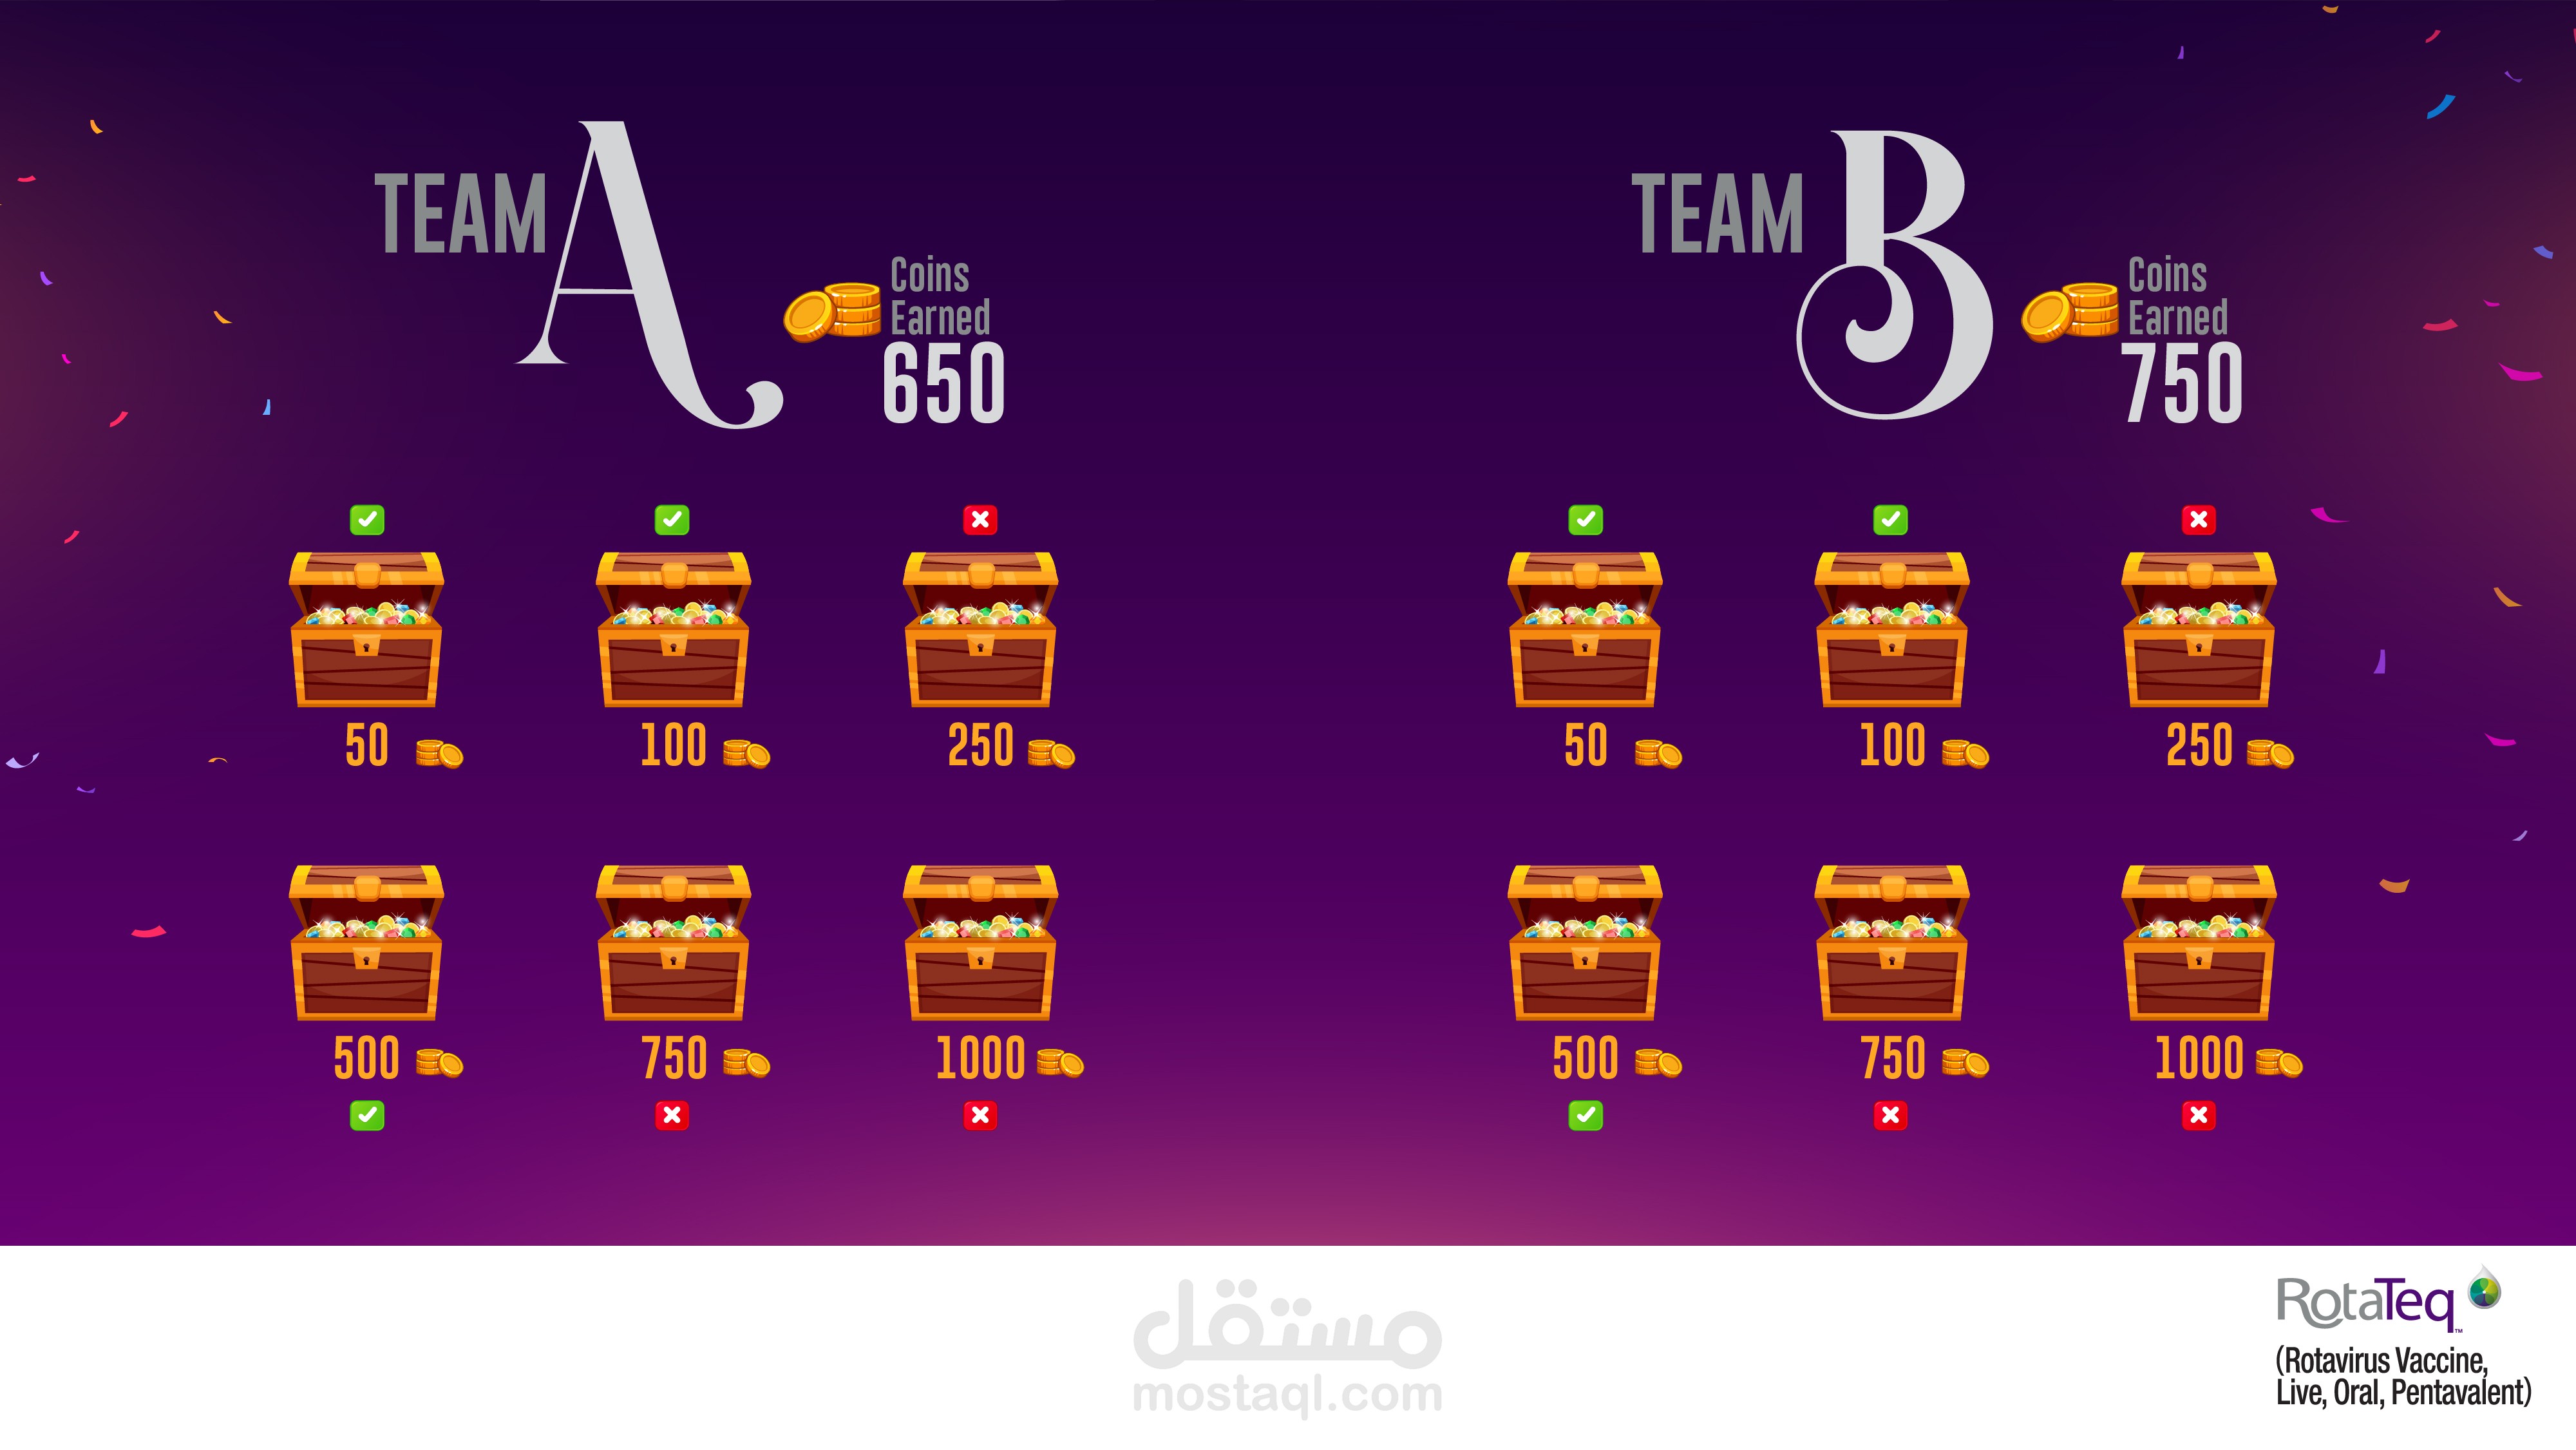 TEAM A
Coins
Earned
650
TEAM B
Coins
Earned
750
50 100 250
50 100 250
500 750 1000
500 750 1000
مستقل
mostaql.com
RotaTeq™
(Rotavirus Vaccine,
Live, Oral, Pentavalent)